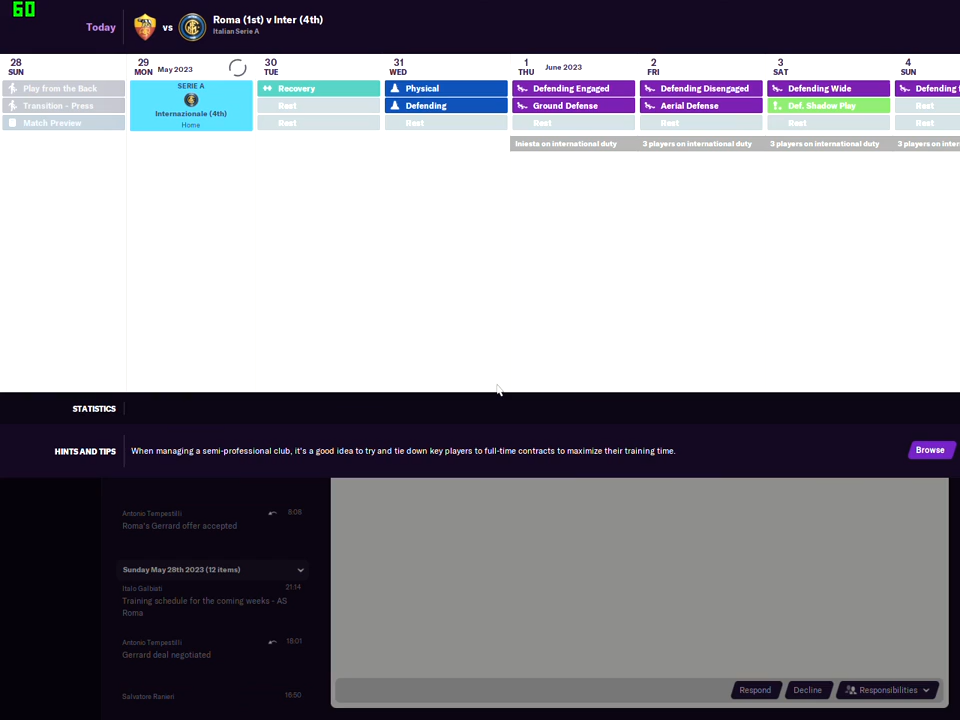 60
Today
vs
Roma (1st) v Inter (4th)
Italian Serie A
28
SUN
29
MON May 2023
30
TUE
31
WED
1
THU June 2023
2
FRI
3
SAT
4
SUN
Play from the Back
SERIE A
Recovery
Physical
Defending Engaged
Defending Disengaged
Defending Wide
Defending
Transition - Press
Internazionale (4th)
Rest
Defending
Ground Defense
Aerial Defense
Def. Shadow Play
Rest
Match Preview
Home
Rest
Rest
Rest
Rest
Rest
Rest
Iniesta on international duty
3 players on international duty
3 players on international duty
3 players on inter
STATISTICS
HINTS AND TIPS
When managing a semi-professional club, it's a good idea to try and tie down key players to full-time contracts to maximize their training time.
Browse
Antonio Tempestilli 8:08
Roma's Gerrard offer accepted
Sunday May 28th 2023 (12 items)
Italo Galbiati 21:14
Training schedule for the coming weeks - AS
Roma
Antonio Tempestilli 18:01
Gerrard deal negotiated
Salvatore Ranieri 16:50
Respond
Decline
Responsibilities